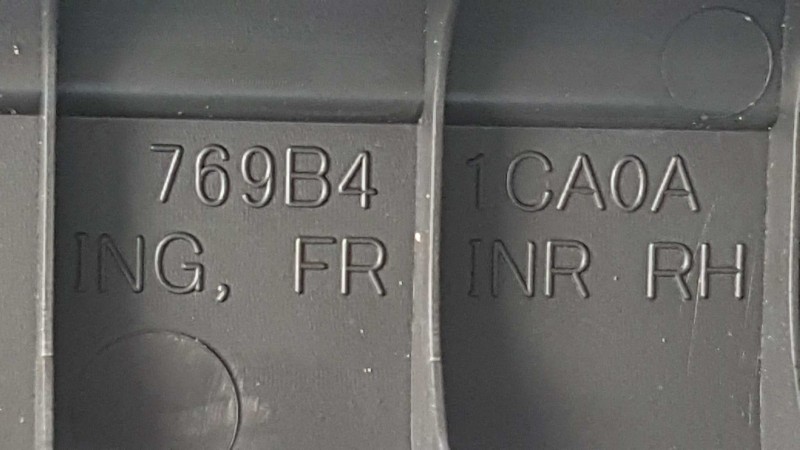 769B4 1CA0A
ING, FR INR RH